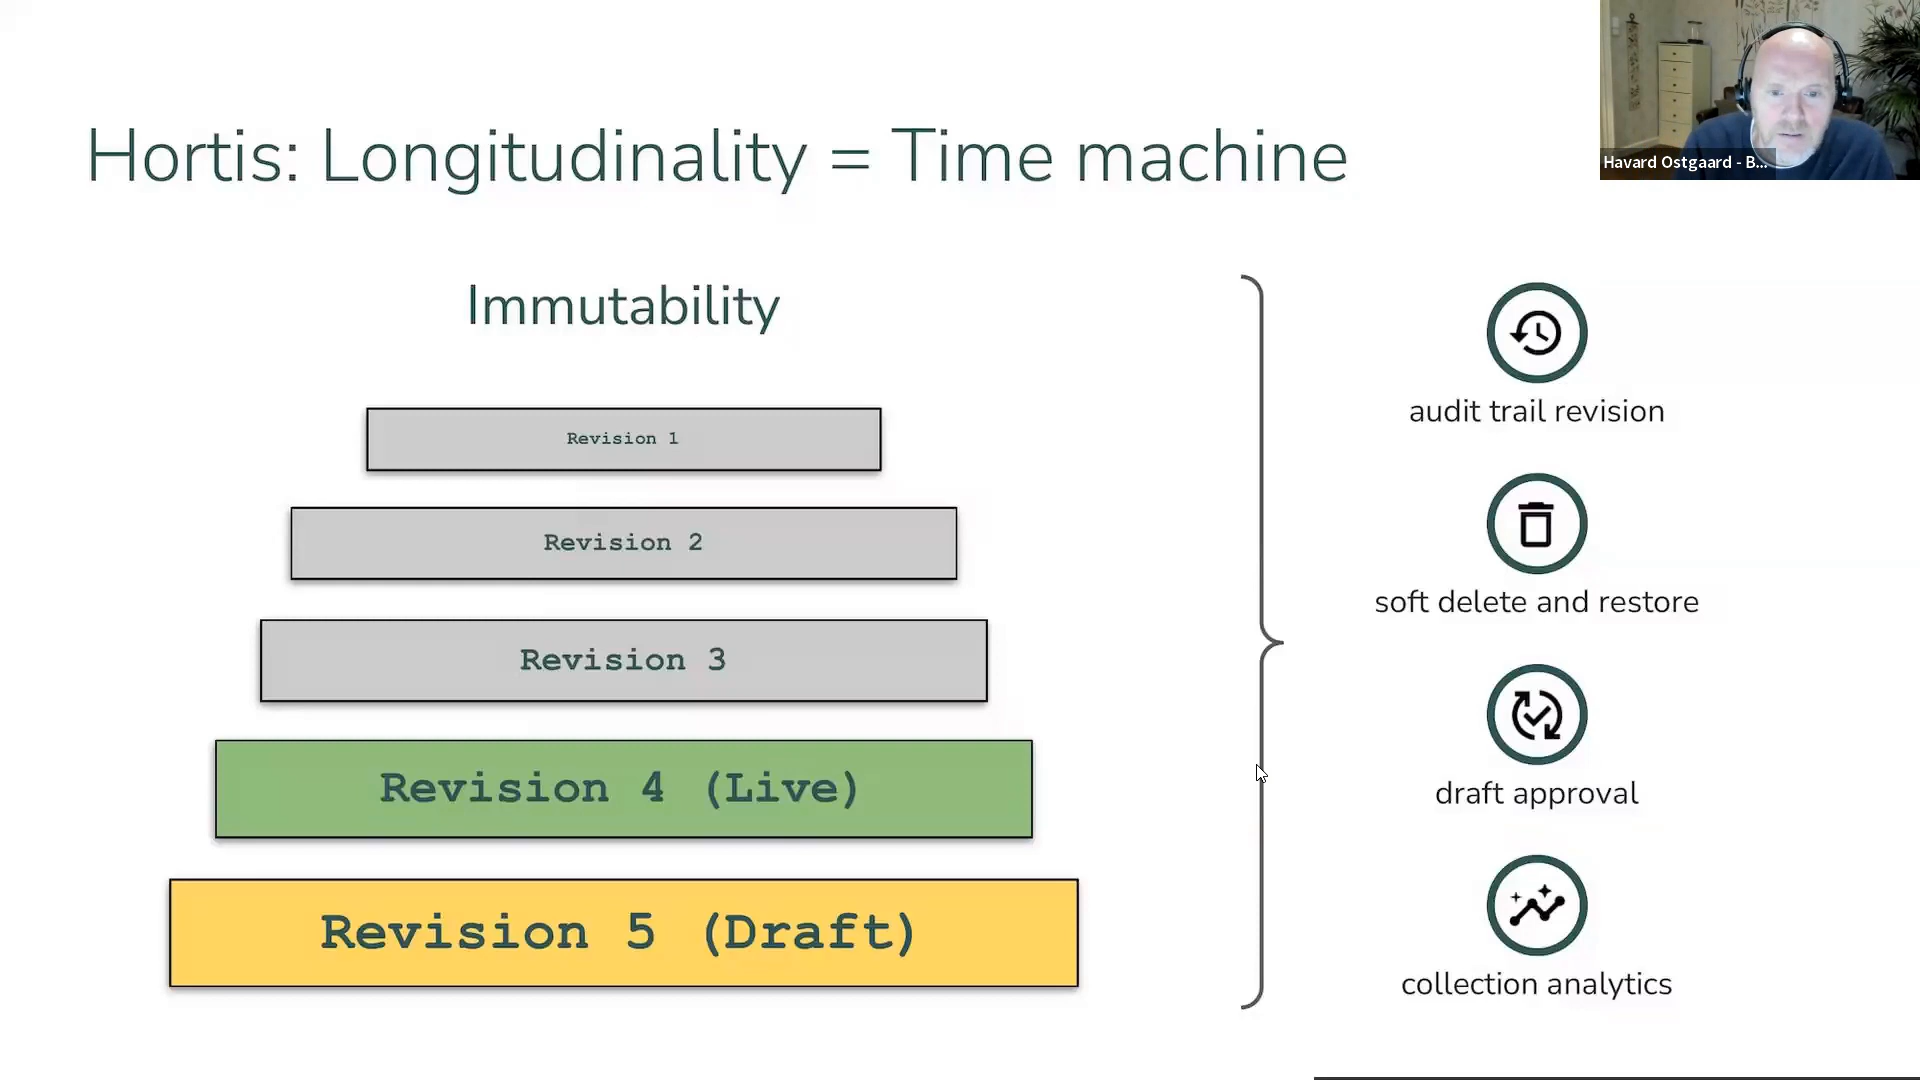 Hortis: Longitudinality = Time machine
Havard Ostgaard - B...
Immutability
Revision 1
Revision 2
Revision 3
Revision 4 (Live)
Revision 5 (Draft)
audit trail revision
soft delete and restore
draft approval
collection analytics